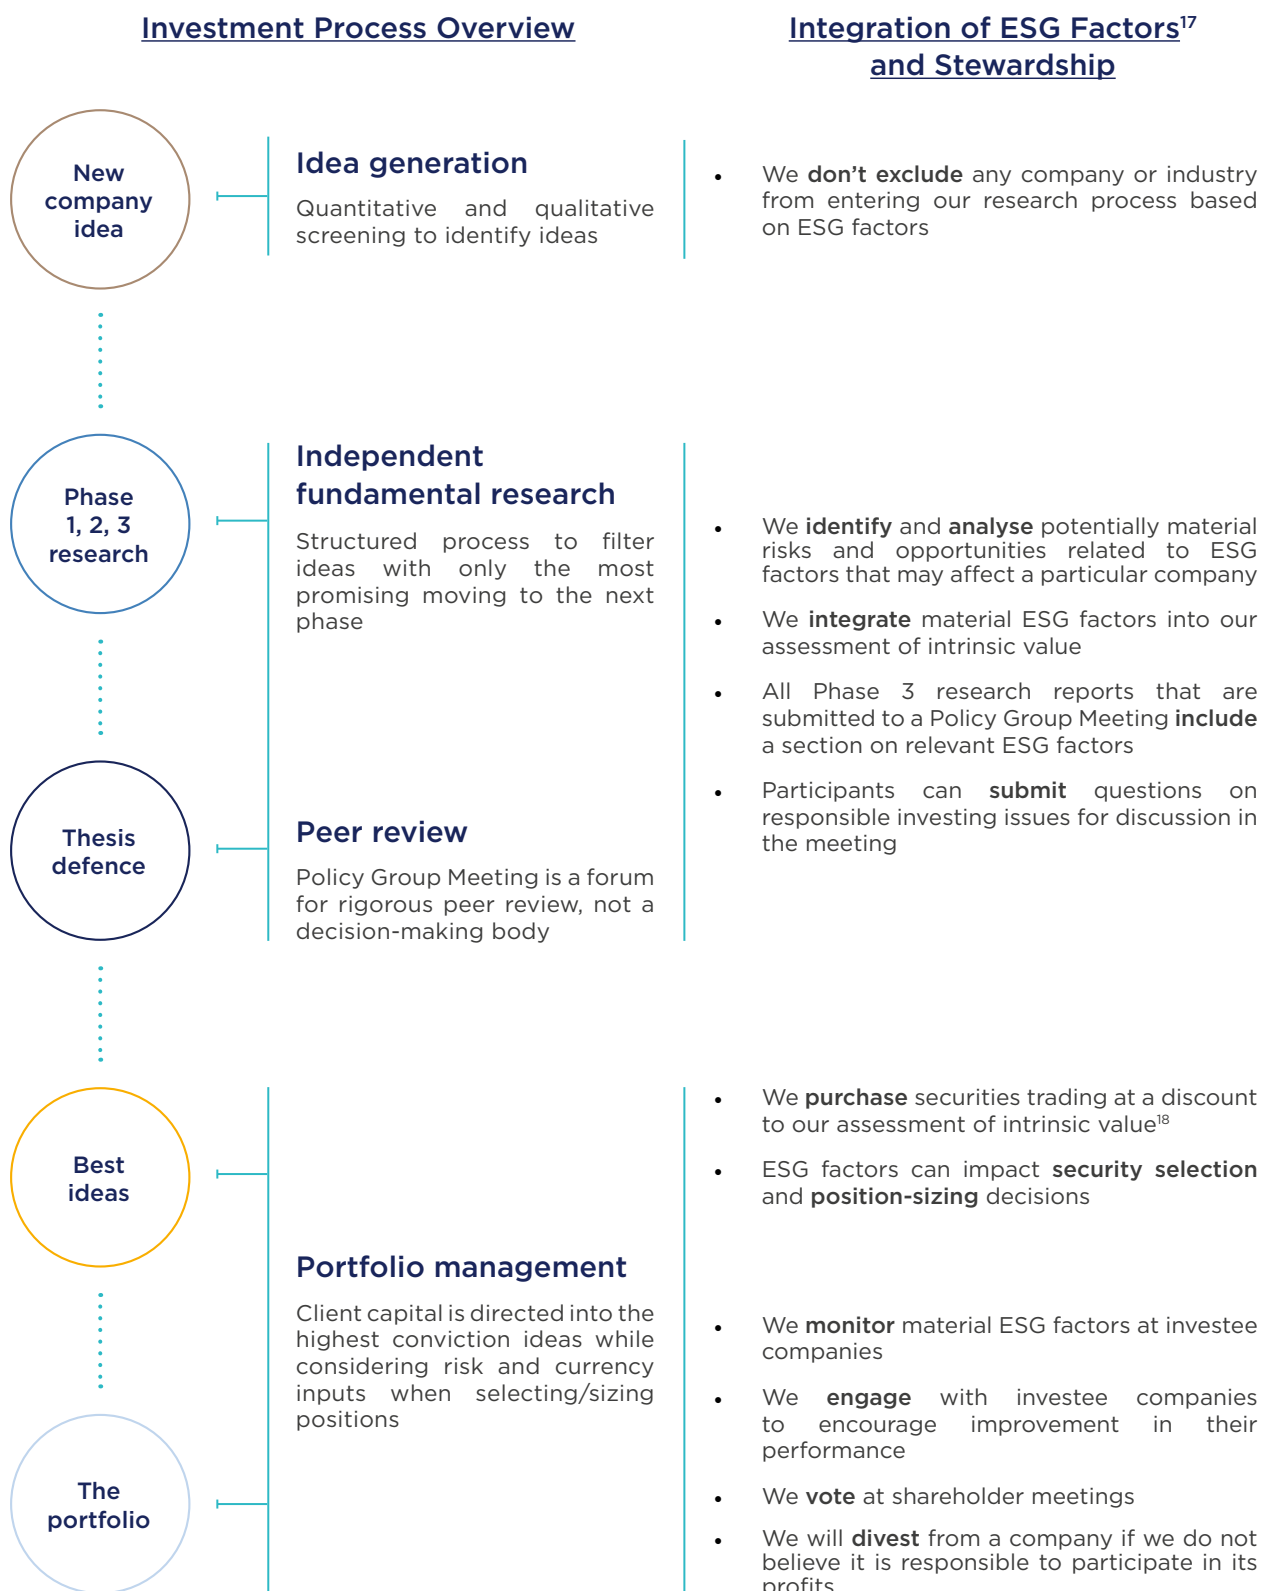 Investment Process Overview
Integration of ESG Factors17
and Stewardship
New
company
idea
Idea generation
Quantitative and qualitative
screening to identify ideas
• We don’t exclude any company or industry
from entering our research process based
on ESG factors
Phase
1, 2, 3
research
Independent
fundamental research
Structured process to filter
ideas with only the most
promising moving to the next
phase
• We identify and analyse potentially material
risks and opportunities related to ESG
factors that may affect a particular company
• We integrate material ESG factors into our
assessment of intrinsic value
• All Phase 3 research reports that are
submitted to a Policy Group Meeting include
a section on relevant ESG factors
• Participants can submit questions on
responsible investing issues for discussion in
the meeting
Thesis
defence
Peer review
Policy Group Meeting is a forum
for rigorous peer review, not a
decision-making body
Best
ideas
• We purchase securities trading at a discount
to our assessment of intrinsic value18
• ESG factors can impact security selection
and position-sizing decisions
Portfolio management
Client capital is directed into the
highest conviction ideas while
considering risk and currency
inputs when selecting/sizing
positions
The
portfolio
• We monitor material ESG factors at investee
companies
• We engage with investee companies
to encourage improvement in their
performance
• We vote at shareholder meetings
• We will divest from a company if we do not
believe it is responsible to participate in its
profits